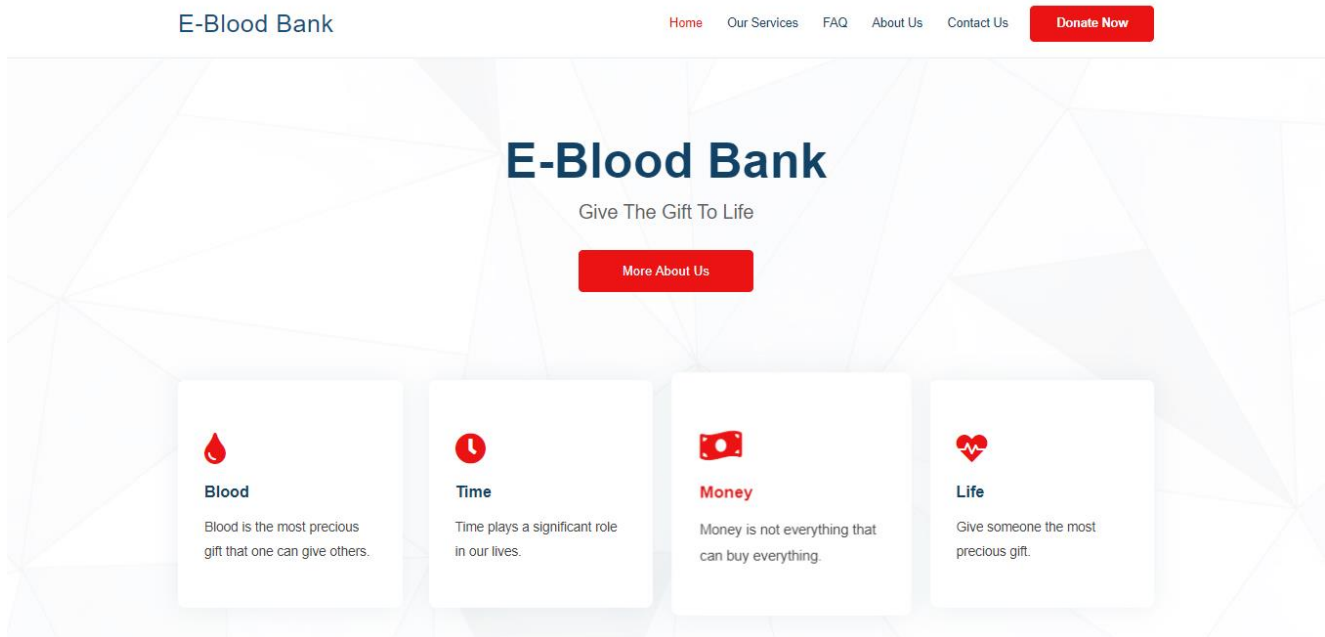 E-Blood Bank
Home Our Services FAQ About Us Contact Us Donate Now
E-Blood Bank
Give The Gift To Life
More About Us
Blood
Blood is the most precious
gift that one can give others.
Time
Time plays a significant role
in our lives.
Money
Money is not everything that
can buy everything.
Life
Give someone the most
precious gift.